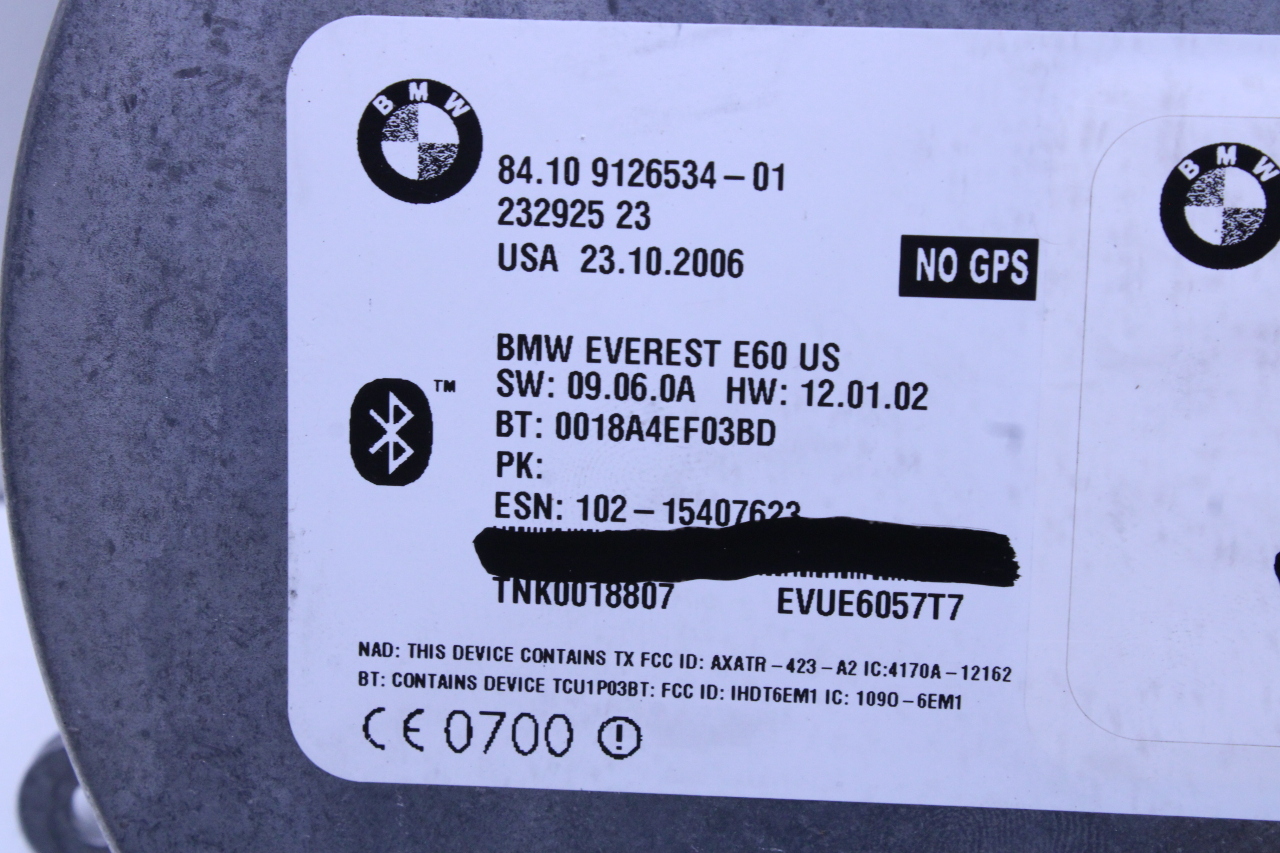 BMW
84.10 9126534-01
232925 23
USA 23.10.2006
NO GPS
BMW
BMW EVEREST E60 US
SW: 09.06.0A HW: 12.01.02
™
BT: 0018A4EF03BD
PK:
ESN: 102-15407623
TNK0018807 EVUE6057T7
NAD: THIS DEVICE CONTAINS TX FCC ID: AXATR-423-A2 IC:4170A-12162
BT: CONTAINS DEVICE TCU1P03BT: FCC ID: IHDT6EM1 IC: 1090-6EM1
CE 0700 !